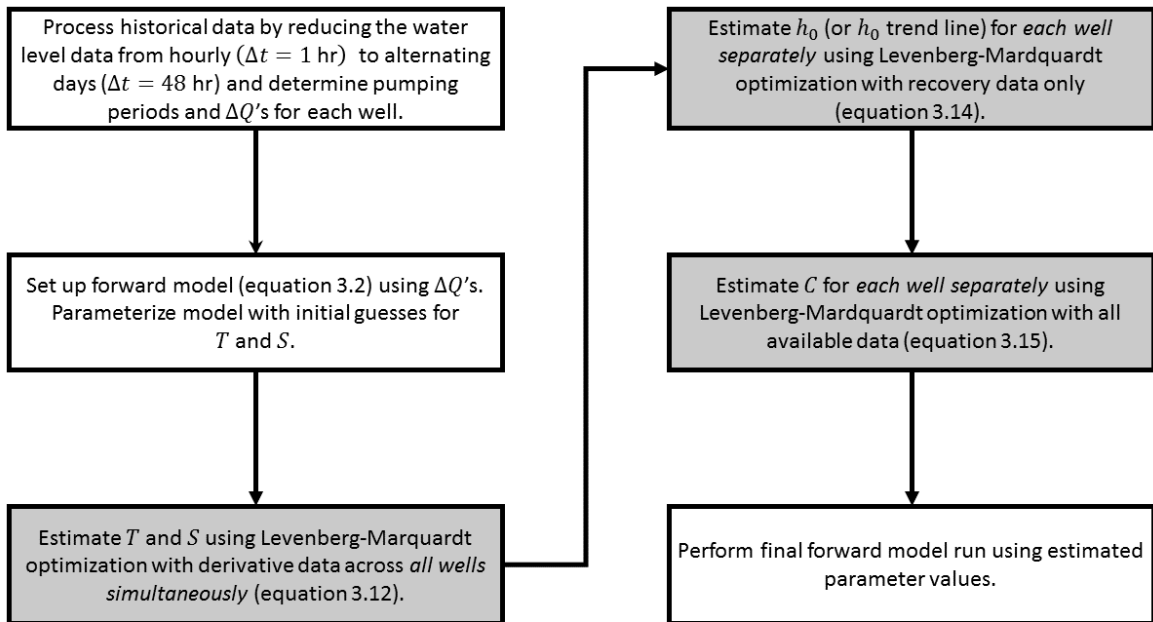 Process historical data by reducing the water
level data from hourly (Δt = 1 hr) to alternating
days (Δt = 48 hr) and determine pumping
periods and ΔQ's for each well.
Set up forward model (equation 3.2) using ΔQ's.
Parameterize model with initial guesses for
T and S.
Estimate T and S using Levenberg-Marquardt
optimization with derivative data across all wells
simultaneously (equation 3.12).
Estimate h₀ (or h₀ trend line) for each well
separately using Levenberg-Mardquardt
optimization with recovery data only
(equation 3.14).
Estimate C for each well separately using
Levenberg-Mardquardt optimization with all
available data (equation 3.15).
Perform final forward model run using estimated
parameter values.